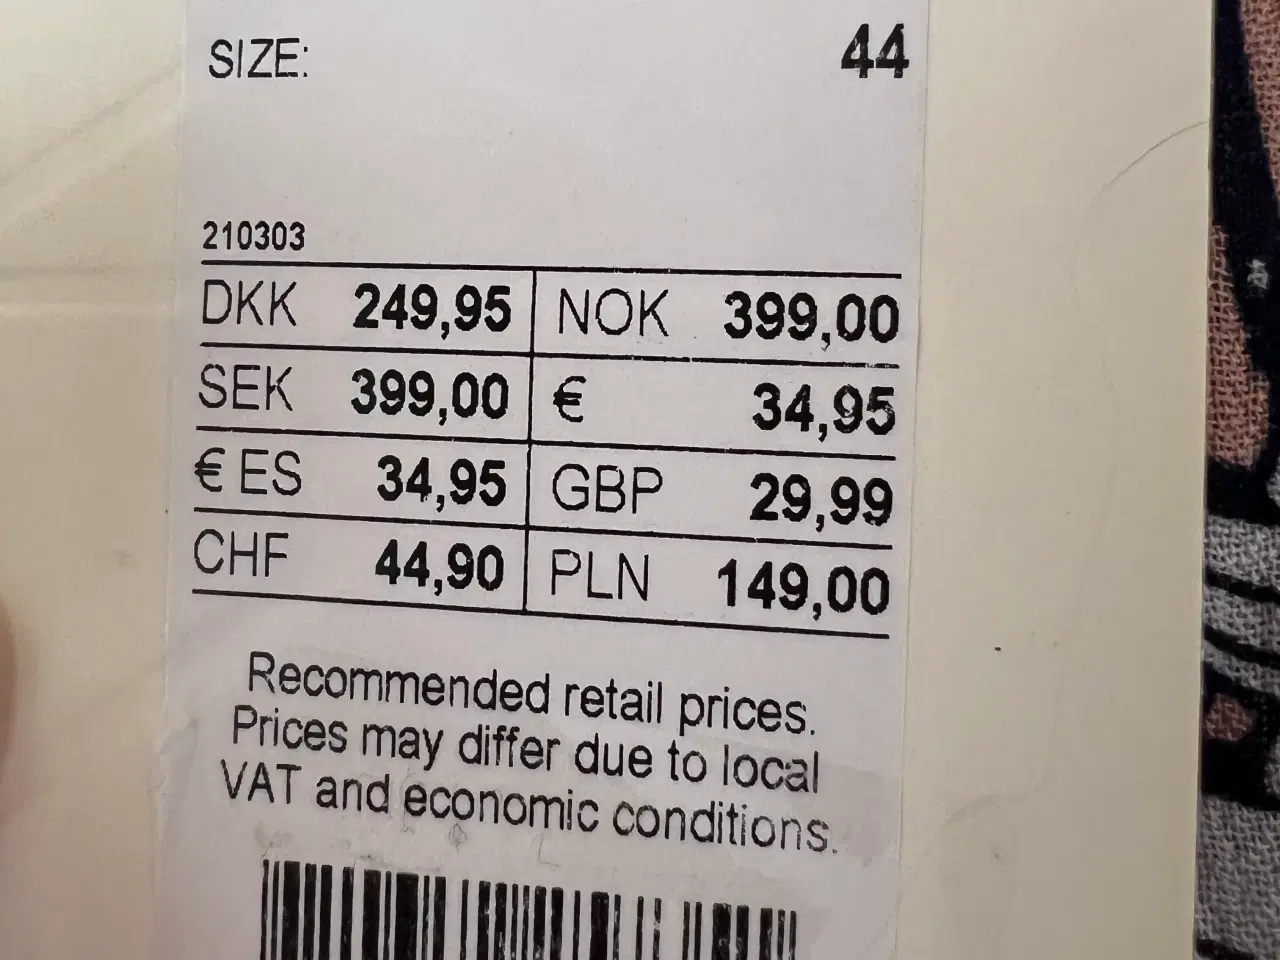 SIZE: 44
210303
DKK 249,95 NOK 399,00
SEK 399,00 € 34,95
€ ES 34,95 GBP 29,99
CHF 44,90 PLN 149,00
Recommended retail prices.
Prices may differ due to local
VAT and economic conditions.